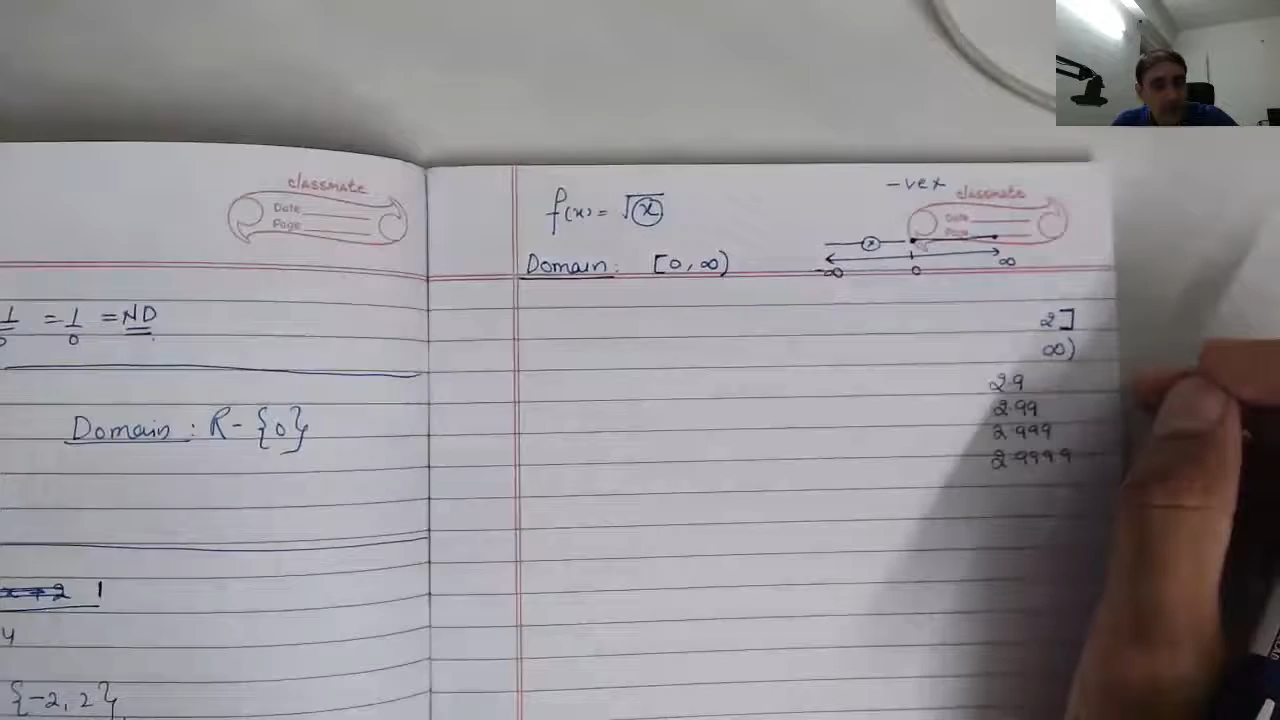 classmate
Date
Page
1/0 = 1/0 = ND
Domain : R - {0}
x+2 1
4
{-2, 2}
-ve x
classmate
Date
Page
f(x) = √x
Domain : [0, ∞)
x
-∞ 0 ∞
2]
∞)
2.9
2.99
2.999
2.9999